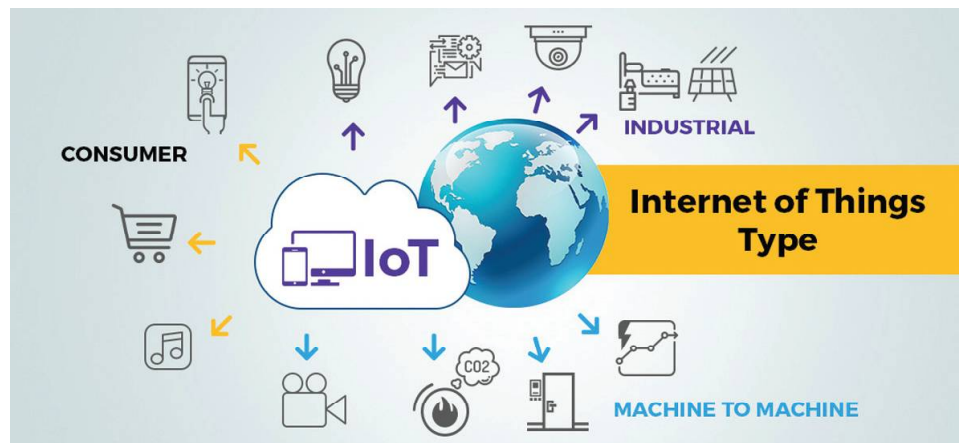 INDUSTRIAL
CONSUMER
Internet of Things
Type
IoT
CO2
MACHINE TO MACHINE